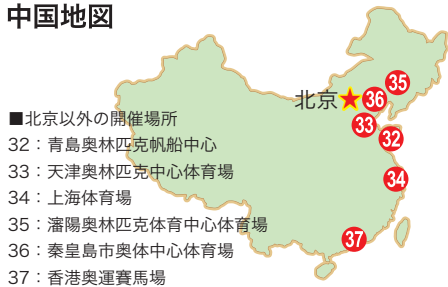 中国地図
北京
35
36
33
32
34
37
■北京以外の開催場所
32：青島奥林匹克帆船中心
33：天津奥林匹克中心体育場
34：上海体育場
35：瀋陽奥林匹克体育中心体育場
36：秦皇島市奥体中心体育場
37：香港奥運賽馬場